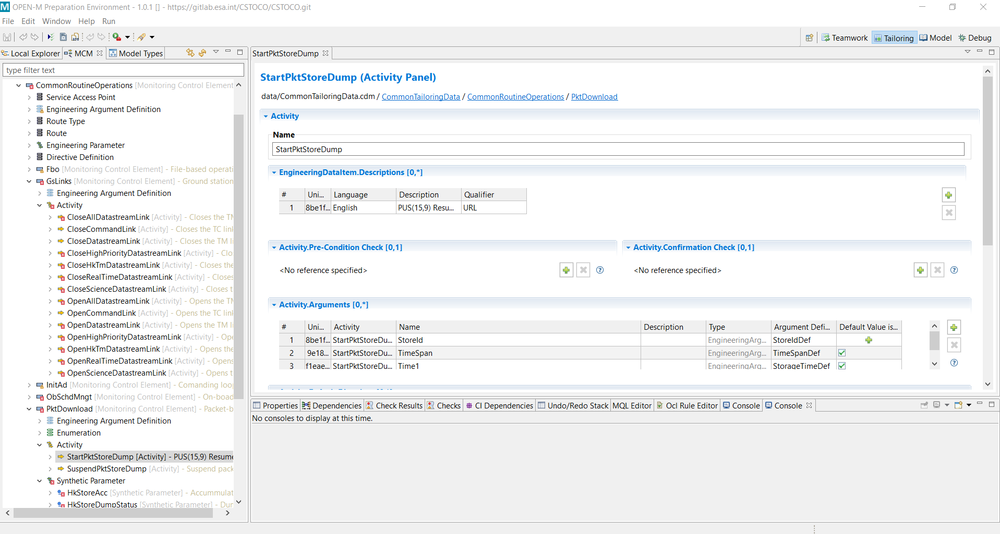 M OPEN-M Preparation Environment - 1.0.1 [] - https://gitlab.esa.int/CSTOCO/CSTOCO.git
File Edit Window Help Run
Teamwork Tailoring Model Debug
Local Explorer MCM Model Types
type filter text
CommonRoutineOperations [Monitoring Control Element
Service Access Point
Engineering Argument Definition
Route Type
Route
Engineering Parameter
Directive Definition
Fbo [Monitoring Control Element] - File-based operati
GsLinks [Monitoring Control Element] - Ground station
Engineering Argument Definition
Activity
CloseAllDatastreamLink [Activity] - Closes the TM
CloseCommandLink [Activity] - Closes the TC link
CloseDatastreamLink [Activity] - Closes the TM li
CloseHighPriorityDatastreamLink [Activity] - Clo
CloseHkTmDatastreamLink [Activity] - Closes the
CloseRealTimeDatastreamLink [Activity] - Closes
CloseScienceDatastreamLink [Activity] - Closes t
OpenAllDatastreamLink [Activity] - Opens the TM
OpenCommandLink [Activity] - Opens the TC link
OpenDatastreamLink [Activity] - Opens the TM li
OpenHighPriorityDatastreamLink [Activity] - Ope
OpenHkTmDatastreamLink [Activity] - Opens the
OpenRealTimeDatastreamLink [Activity] - Opens
OpenScienceDatastreamLink [Activity] - Opens t
InitAd [Monitoring Control Element] - Comanding loo
ObSchdMngt [Monitoring Control Element] - On-boad
PktDownload [Monitoring Control Element] - Packet-b
Engineering Argument Definition
Enumeration
Activity
StartPktStoreDump [Activity] - PUS(15,9) Resume
SuspendPktStoreDump [Activity] - Suspend pack
Synthetic Parameter
HkStoreAcc [Synthetic Parameter] - Accummulat
HkStoreDumpStatus [Synthetic Parameter] - Dun
StartPktStoreDump
StartPktStoreDump (Activity Panel)
data/CommonTailoringData.cdm / CommonTailoringData / CommonRoutineOperations / PktDownload
Activity
Name
StartPktStoreDump
EngineeringDataItem.Descriptions [0,*]
# Uni... Language Description Qualifier
1 8be1f... English PUS(15,9) Resu... URL
Activity.Pre-Condition Check [0,1] Activity.Confirmation Check [0,1]
<No reference specified> <No reference specified>
Activity.Arguments [0,*]
# Uni... Activity Name Description Type Argument Defi... Default Value is...
1 8be1f... StartPktStoreDu... StoreId EngineeringArg... StoreIdDef
2 9e18... StartPktStoreDu... TimeSpan EngineeringArg... TimeSpanDef
3 f1eae... StartPktStoreDu... Time1 EngineeringArg... StorageTimeDef
Properties Dependencies Check Results Checks CI Dependencies Undo/Redo Stack MQL Editor Ocl Rule Editor Console Console
No consoles to display at this time.